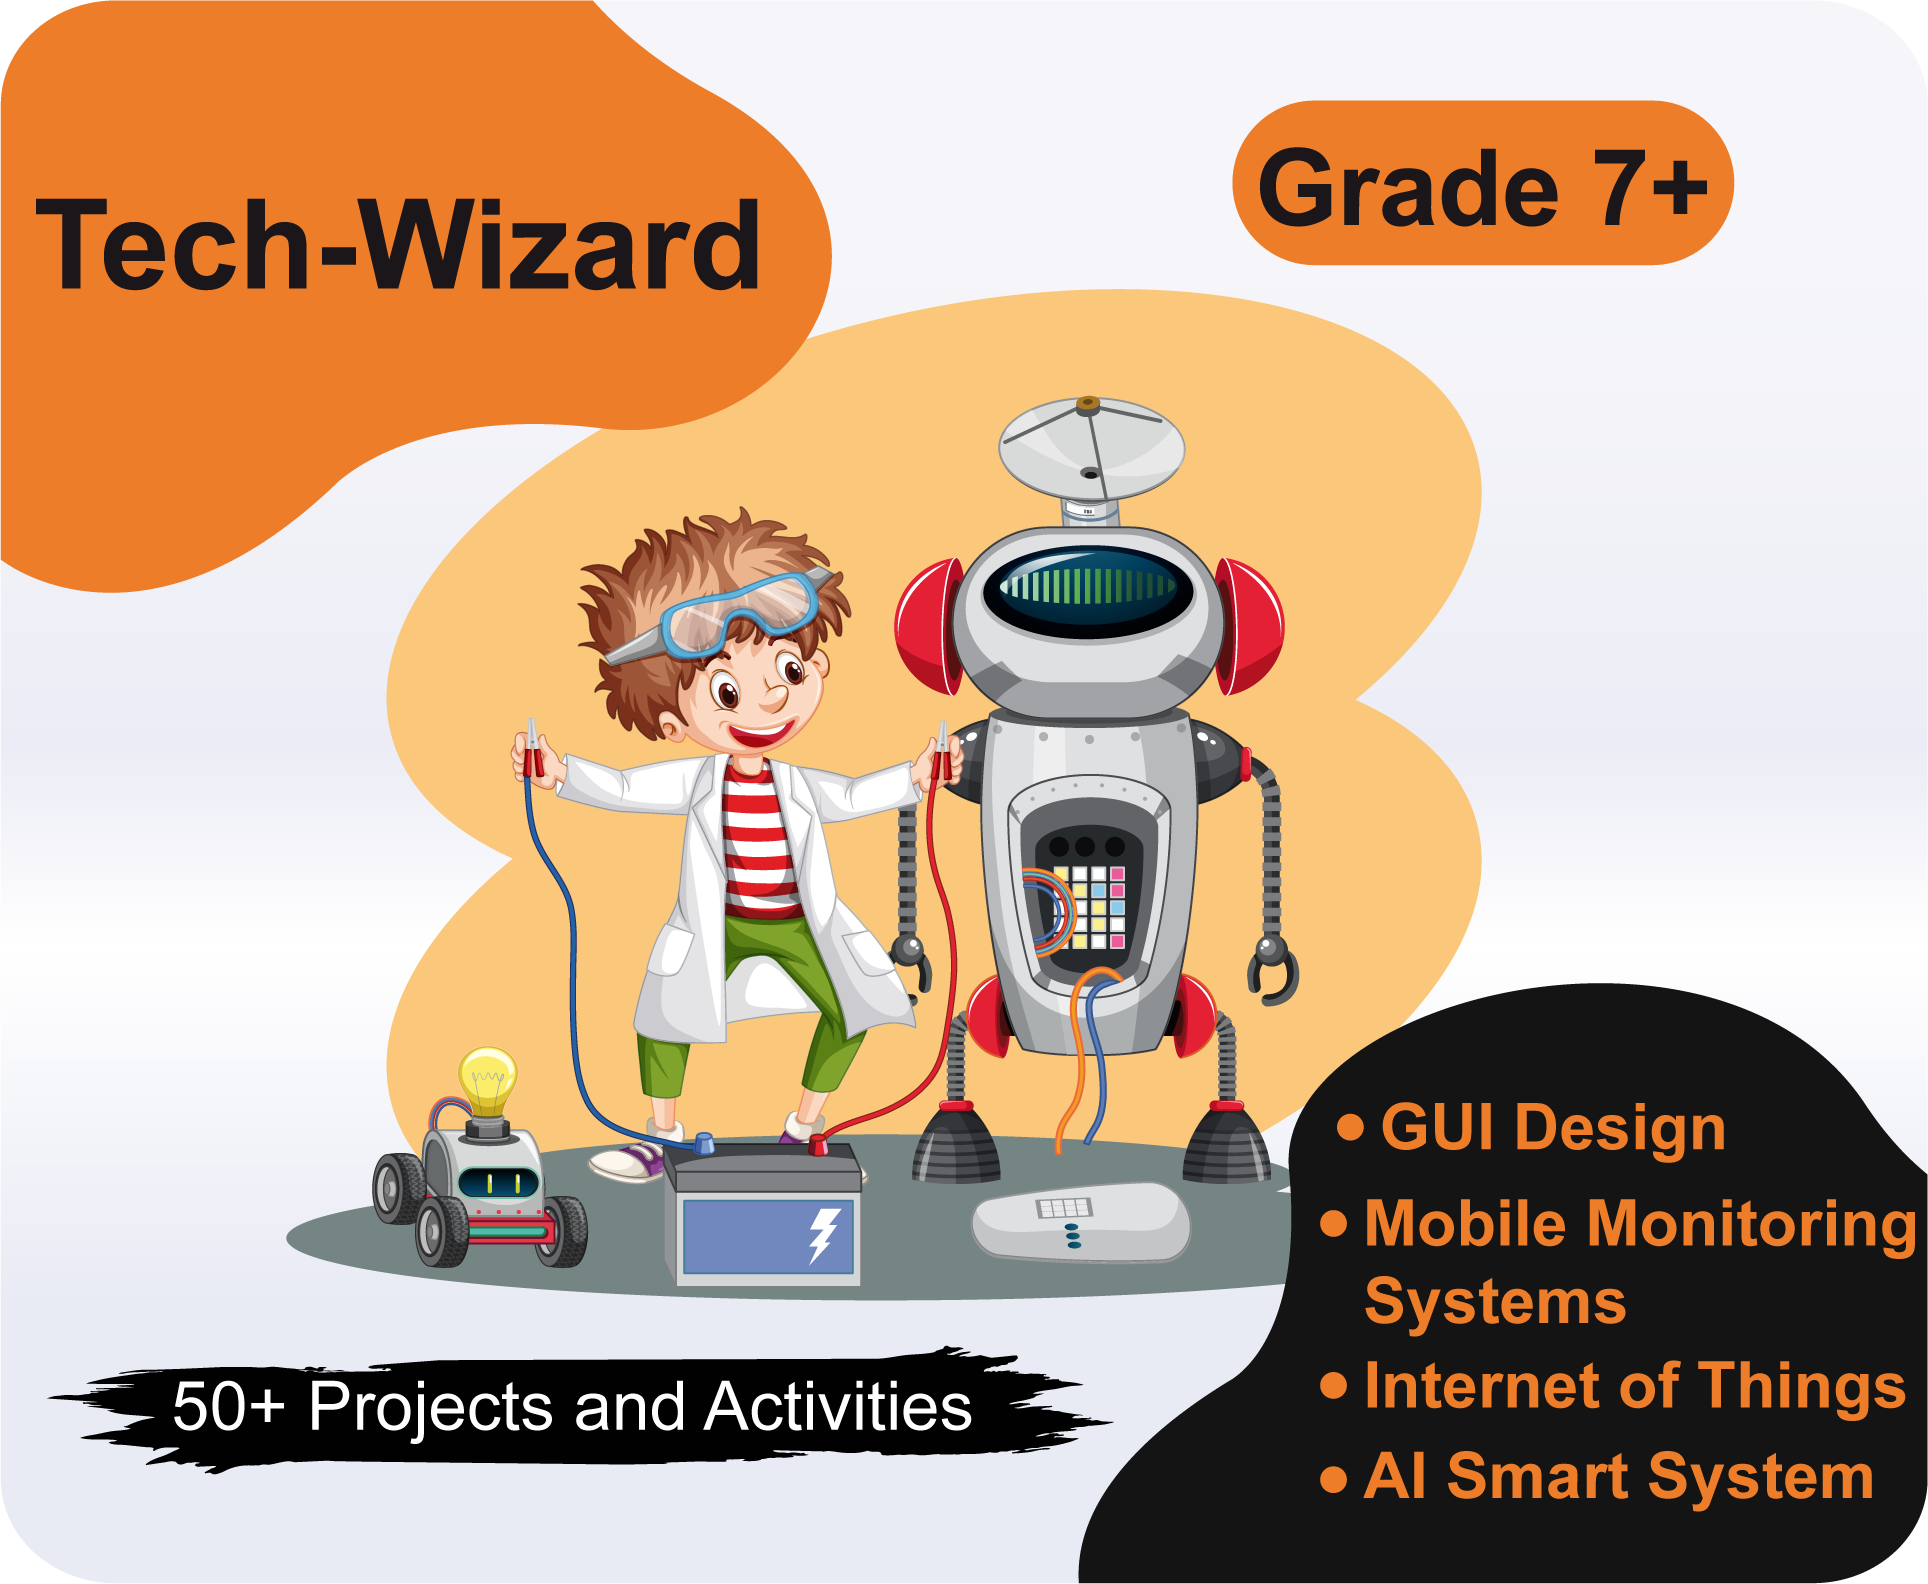 Tech-Wizard
Grade 7+
• GUI Design
• Mobile Monitoring
Systems
• Internet of Things
• AI Smart System
50+ Projects and Activities